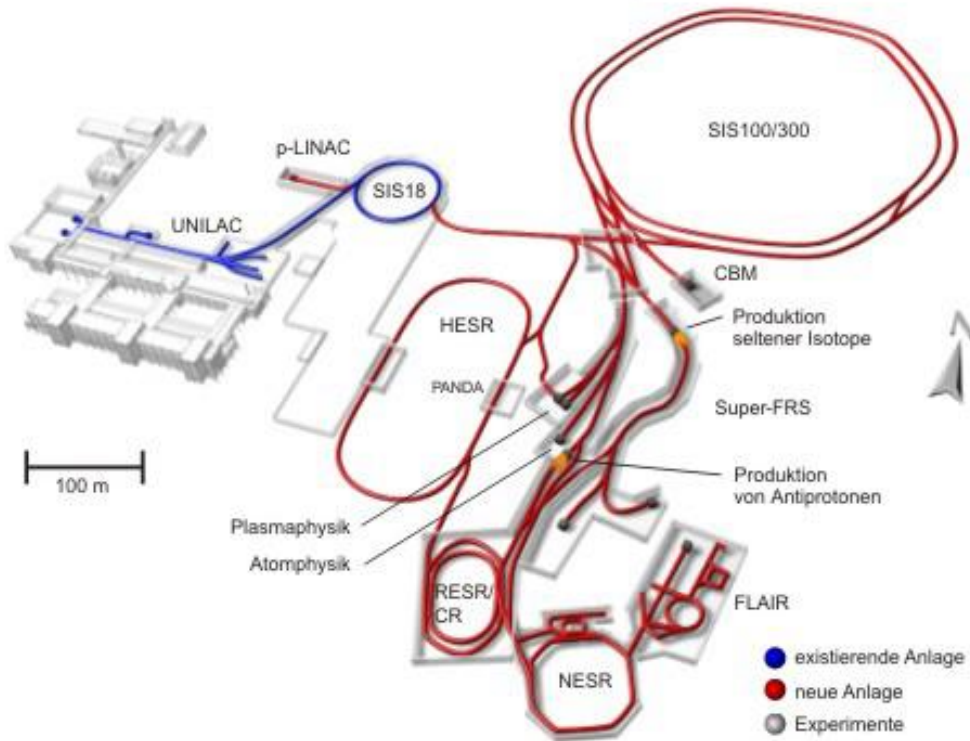 SIS100/300
p-LINAC
SIS18
UNILAC
CBM
HESR
Produktion
seltener Isotope
PANDA
Super-FRS
100 m
Produktion
von Antiprotonen
Plasmaphysik
Atomphysik
RESR/
CR
FLAIR
NESR
existierende Anlage
neue Anlage
Experimente